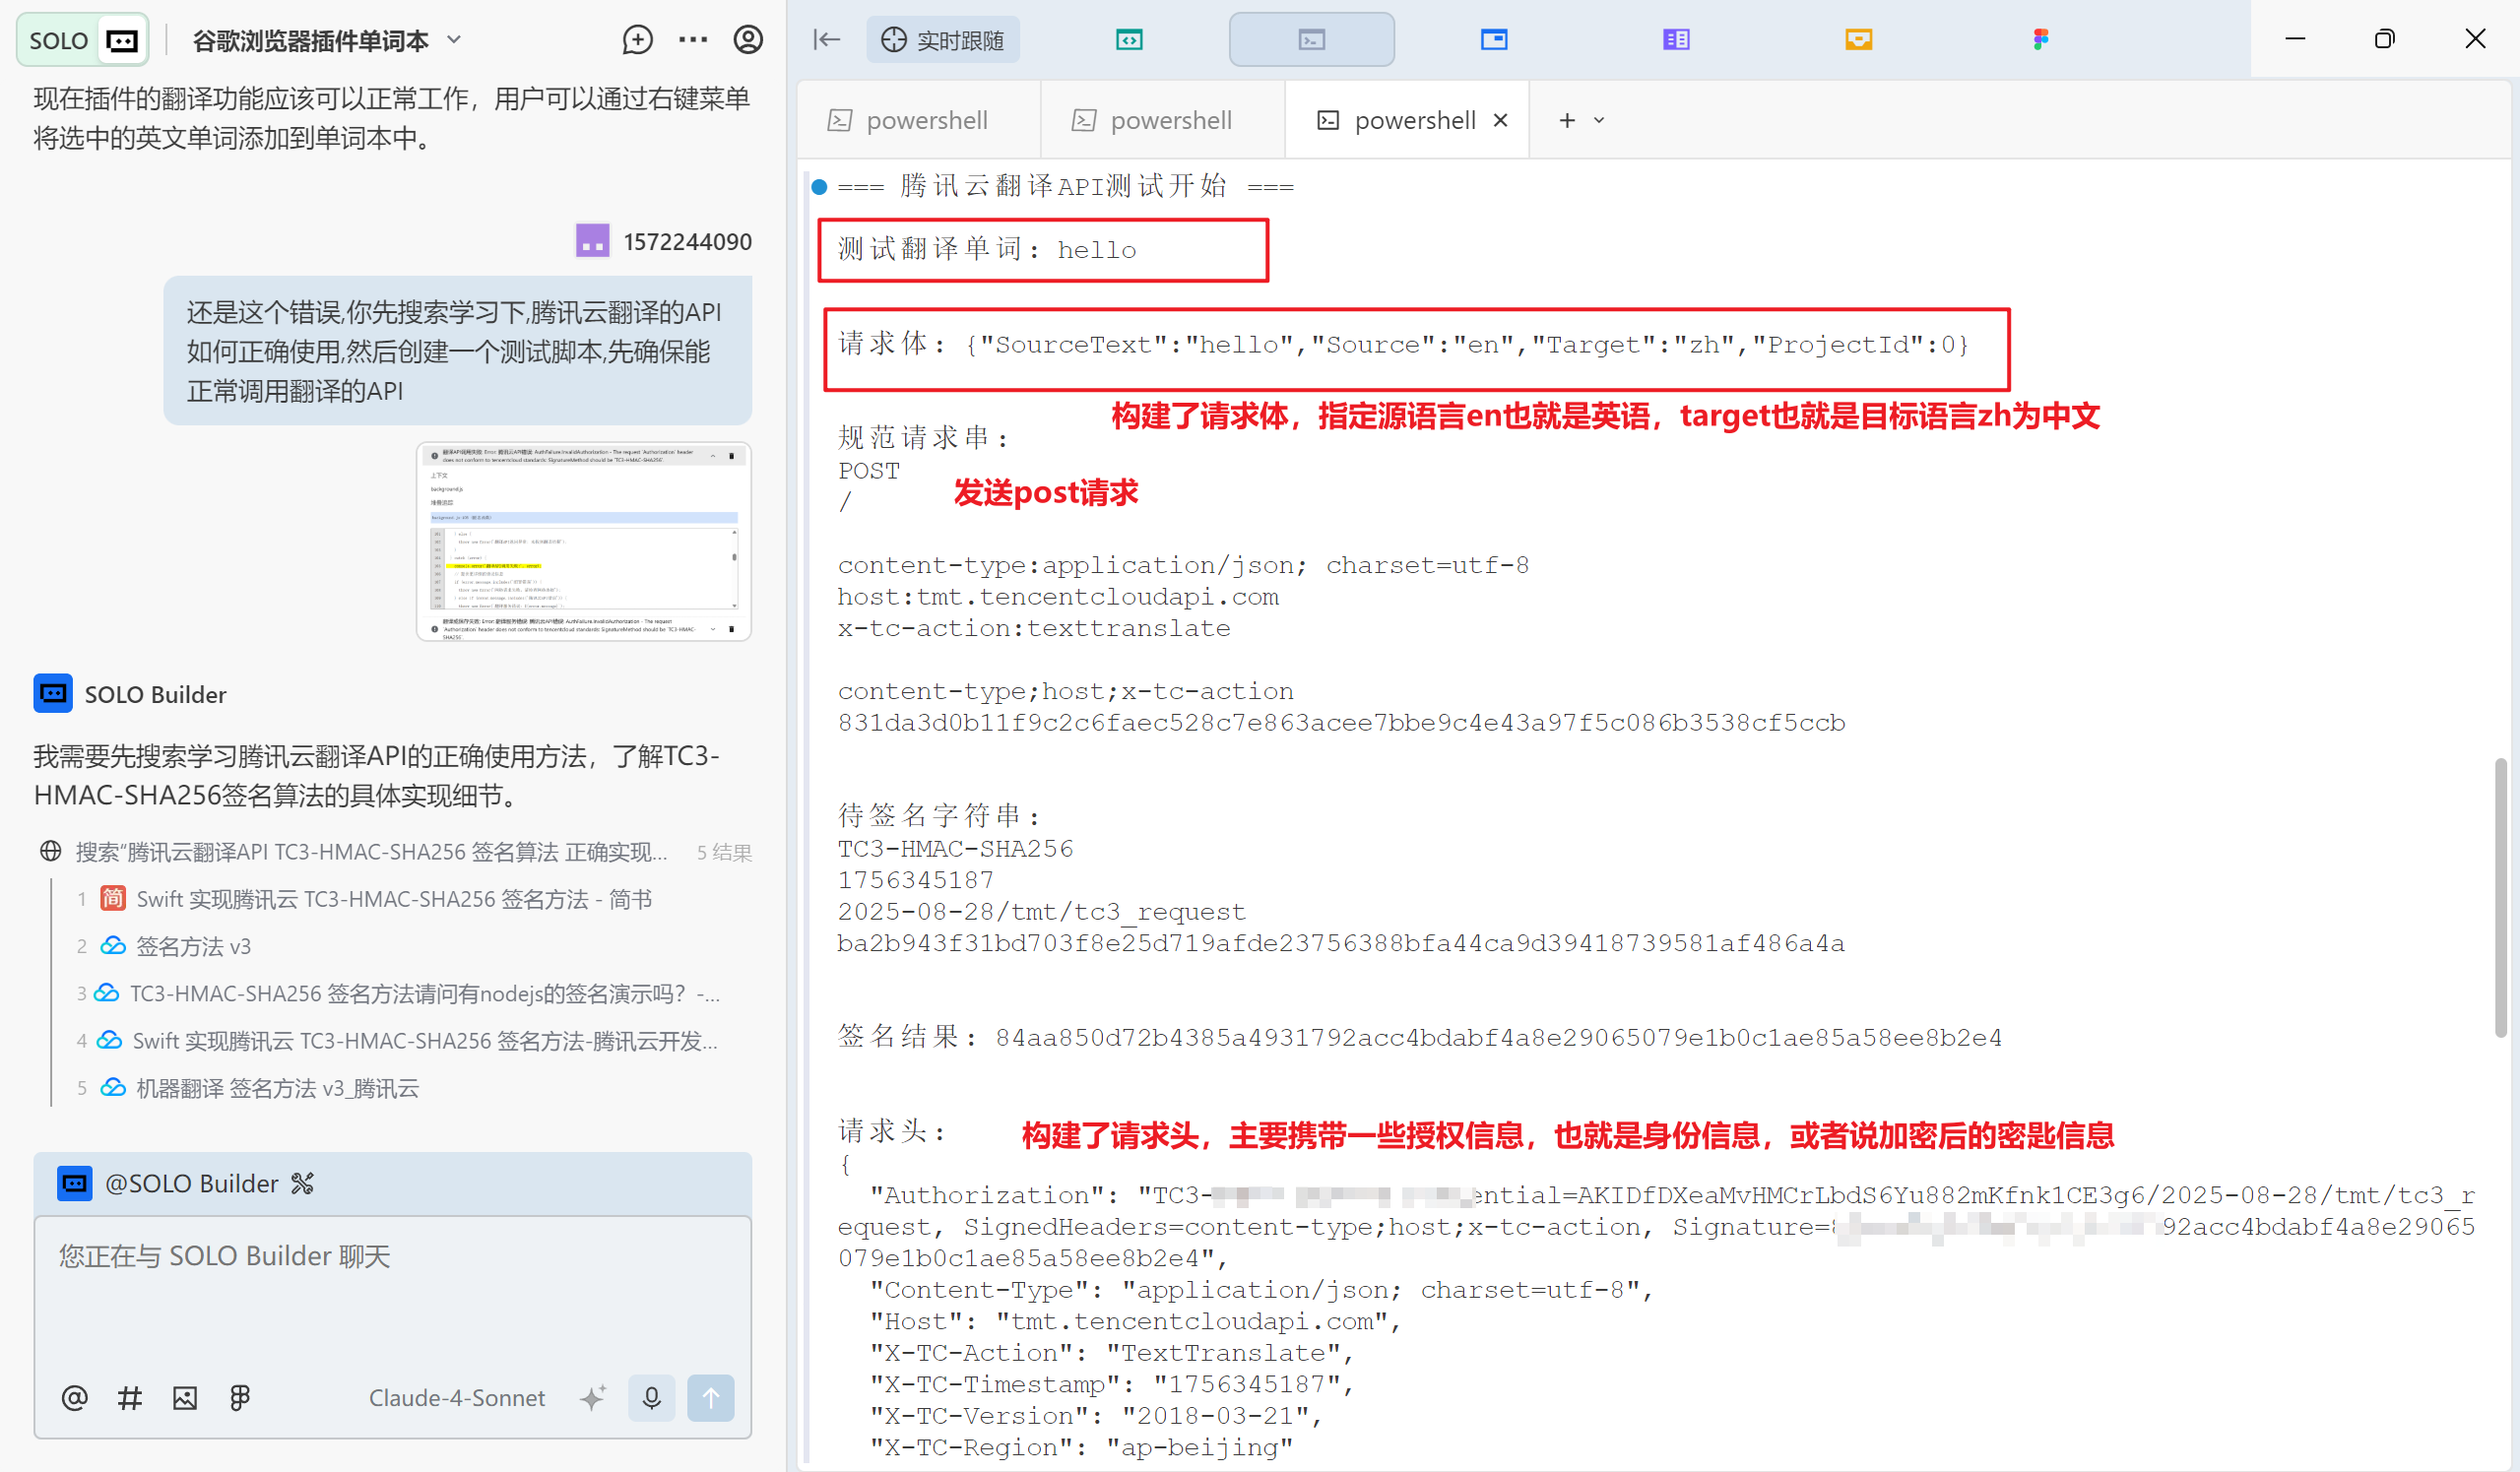 SOLO
谷歌浏览器插件单词本
现在插件的翻译功能应该可以正常工作，用户可以通过右键菜单
将选中的英文单词添加到单词本中。
1572244090
还是这个错误,你先搜索学习下,腾讯云翻译的API
如何正确使用,然后创建一个测试脚本,先确保能
正常调用翻译的API
上下文
background.js
堆栈追踪
SOLO Builder
我需要先搜索学习腾讯云翻译API的正确使用方法，了解TC3-
HMAC-SHA256签名算法的具体实现细节。
搜索“腾讯云翻译API TC3-HMAC-SHA256 签名算法 正确实现... 5 结果
1 简 Swift 实现腾讯云 TC3-HMAC-SHA256 签名方法 - 简书
2 签名方法 v3
3 TC3-HMAC-SHA256 签名方法请问有nodejs的签名演示吗？-...
4 Swift 实现腾讯云 TC3-HMAC-SHA256 签名方法-腾讯云开发...
5 机器翻译 签名方法 v3_腾讯云
@SOLO Builder
您正在与 SOLO Builder 聊天
Claude-4-Sonnet
实时跟随
powershell
powershell
powershell
=== 腾讯云翻译API测试开始 ===
测试翻译单词: hello
请求体: {"SourceText":"hello","Source":"en","Target":"zh","ProjectId":0}
构建了请求体，指定源语言en也就是英语，target也就是目标语言zh为中文
规范请求串:
POST
/
发送post请求
content-type:application/json; charset=utf-8
host:tmt.tencentcloudapi.com
x-tc-action:texttranslate
content-type;host;x-tc-action
831da3d0b11f9c2c6faec528c7e863acee7bbe9c4e43a97f5c086b3538cf5ccb
待签名字符串:
TC3-HMAC-SHA256
1756345187
2025-08-28/tmt/tc3_request
ba2b943f31bd703f8e25d719afde23756388bfa44ca9d39418739581af486a4a
签名结果: 84aa850d72b4385a4931792acc4bdabf4a8e29065079e1b0c1ae85a58ee8b2e4
请求头:
构建了请求头，主要携带一些授权信息，也就是身份信息，或者说加密后的密匙信息
{
"Authorization": "TC3- ential=AKIDfDXeaMvHMCrLbdS6Yu882mKfnk1CE3g6/2025-08-28/tmt/tc3_r
equest, SignedHeaders=content-type;host;x-tc-action, Signature= 92acc4bdabf4a8e29065
079e1b0c1ae85a58ee8b2e4",
"Content-Type": "application/json; charset=utf-8",
"Host": "tmt.tencentcloudapi.com",
"X-TC-Action": "TextTranslate",
"X-TC-Timestamp": "1756345187",
"X-TC-Version": "2018-03-21",
"X-TC-Region": "ap-beijing"